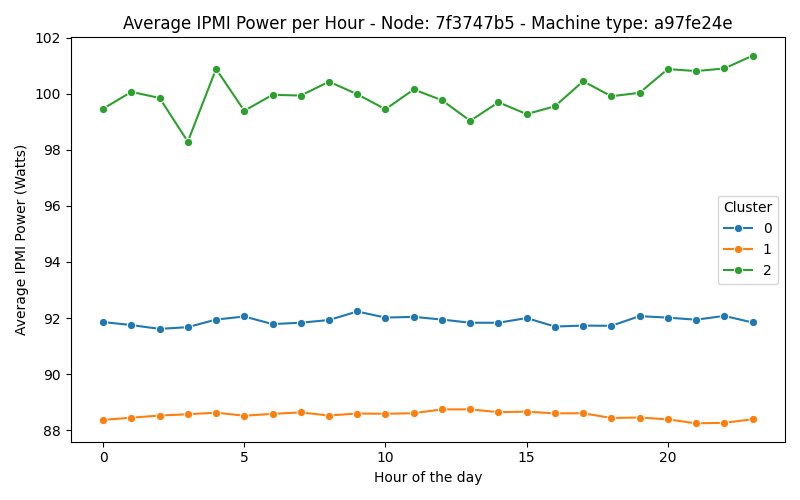 Average IPMI Power per Hour - Node: 7f3747b5 - Machine type: a97fe24e
102
100
98
96
94
92
90
88
Average IPMI Power (Watts)
Cluster
0
1
2
0 5 10 15 20
Hour of the day